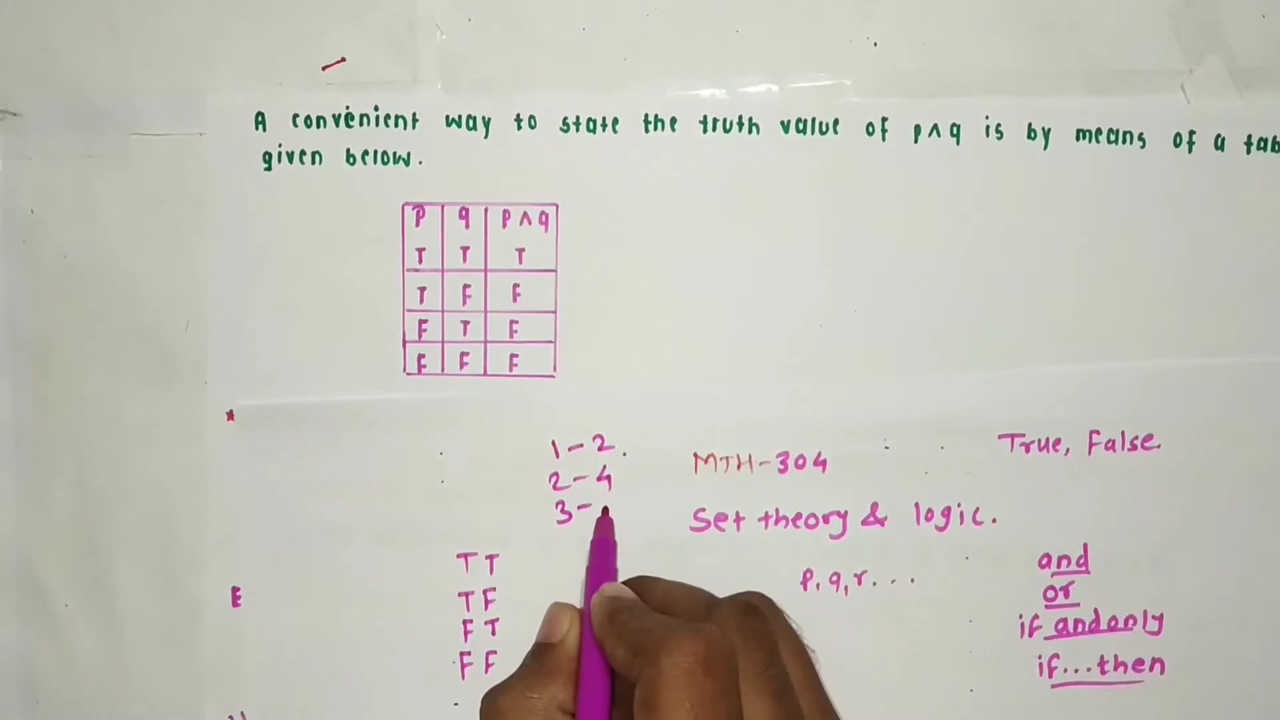 A convenient way to state the truth value of p∧q is by means of a tab
given below.
P q P∧q
T T T
T F F
F T F
F F F
*
1-2.
2-4
3-
MTH-304
Set theory & logic.
P, q, r...
True, False.
and
or
if and only
if...then
TT
TF
FT
FF
E